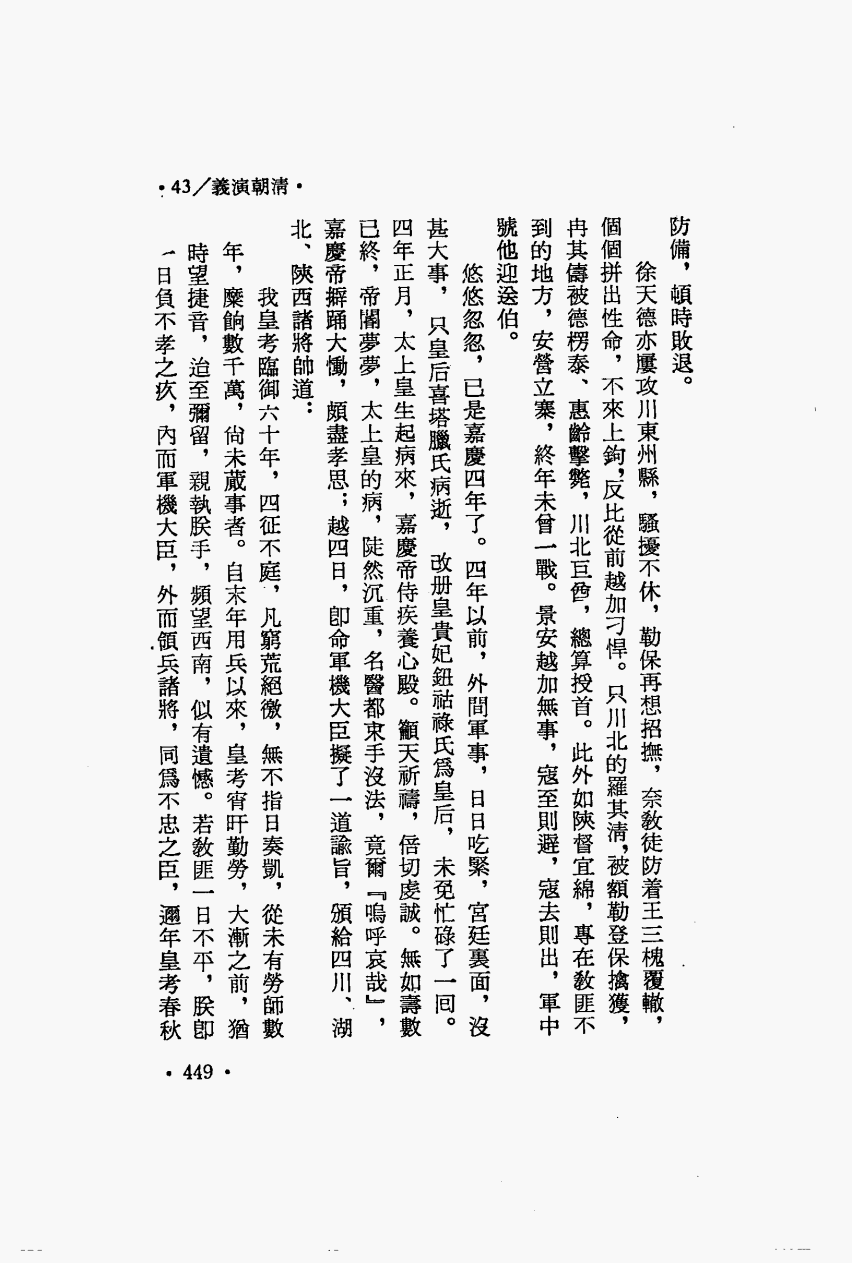 •43／義演朝清•
防備，頓時敗退。
徐天德亦屢攻川東州縣，騷擾不休，勒保再想招撫，奈敎徒防着王三槐覆轍，
個個拼出性命，不來上鉤，反比從前越加刁悍。只川北的羅其清，被額勒登保擒獲，
冉其儔被德楞泰、惠齡擊斃，川北巨酋，總算授首。此外如陝督宜綿，專在敎匪不
到的地方，安營立寨，終年未曾一戰。景安越加無事，寇至則避，寇去則出，軍中
號他迎送伯。
悠悠忽忽，已是嘉慶四年了。四年以前，外間軍事，日日吃緊，宮廷裏面，沒
甚大事，只皇后喜塔臘氏病逝，改册皇貴妃鈕祜祿氏爲皇后，未免忙碌了一回。
四年正月，太上皇生起病來，嘉慶帝侍疾養心殿。籲天祈禱，倍切虔誠。無如壽數
已終，帝閽夢夢，太上皇的病，陡然沉重，名醫都束手沒法，竟爾『嗚呼哀哉』，
嘉慶帝擗踊大慟，頗盡孝思；越四日，卽命軍機大臣擬了一道諭旨，頒給四川、湖
北、陝西諸將帥道：
我皇考臨御六十年，四征不庭，凡窮荒絕徼，無不指日奏凱，從未有勞師數
年，糜餉數千萬，尙未蕆事者。自末年用兵以來，皇考宵旰勤勞，大漸之前，猶
時望捷音，迨至彌留，親執朕手，頻望西南，似有遺憾。若敎匪一日不平，朕卽
一日負不孝之疚，內而軍機大臣，外而領兵諸將，同爲不忠之臣，邇年皇考春秋
•449•